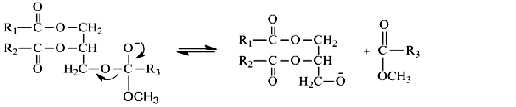 O O⁻ O O
R₁—C—O—CH₂ R₁—C—O—CH₂ + C—R₃
R₂—C—O—CH R₂—C—O—CH OCH₃
O H₂C—O—C—R₃ O H₂C—O⁻
OCH₃